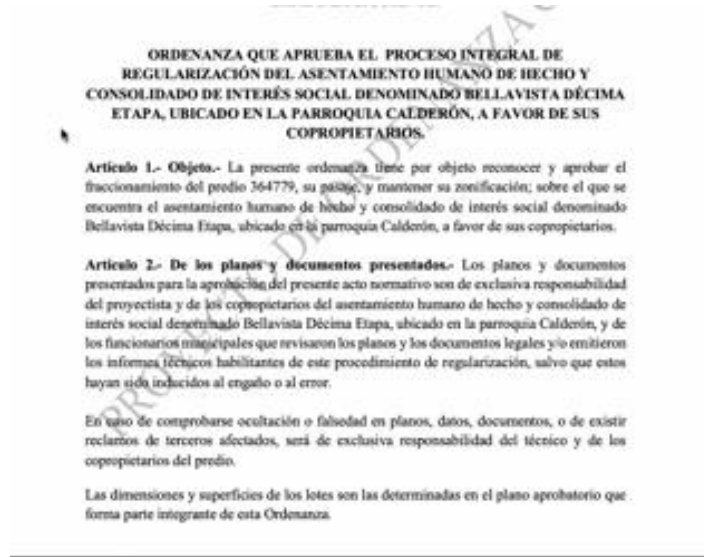 ORDENANZA QUE APRUEBA EL PROCESO INTEGRAL DE
REGULARIZACIÓN DEL ASENTAMIENTO HUMANO DE HECHO Y
CONSOLIDADO DE INTERÉS SOCIAL DENOMINADO BELLAVISTA DÉCIMA
ETAPA, UBICADO EN LA PARROQUIA CALDERÓN, A FAVOR DE SUS
COPROPIETARIOS.
Artículo 1.- Objeto.- La presente ordenanza tiene por objeto reconocer y aprobar el
fraccionamiento del predio 364779, su pasaje, y mantener su zonificación; sobre el que se
encuentra el asentamiento humano de hecho y consolidado de interés social denominado
Bellavista Décima Etapa, ubicado en la parroquia Calderón, a favor de sus copropietarios.
Artículo 2.- De los planos y documentos presentados.- Los planos y documentos
presentados para la aprobación del presente acto normativo son de exclusiva responsabilidad
del proyectista y de los copropietarios del asentamiento humano de hecho y consolidado de
interés social denominado Bellavista Décima Etapa, ubicado en la parroquia Calderón, y de
los funcionarios municipales que revisaron los planos y los documentos legales y/o emitieron
los informes técnicos habilitantes de este procedimiento de regularización, salvo que estos
hayan sido inducidos al engaño o al error.
En caso de comprobarse ocultación o falsedad en planos, datos, documentos, o de existir
reclamos de terceros afectados, será de exclusiva responsabilidad del técnico y de los
copropietarios del predio.
Las dimensiones y superficies de los lotes son las determinadas en el plano aprobatorio que
forma parte integrante de esta Ordenanza.
PROYECTO DE ORDENANZA